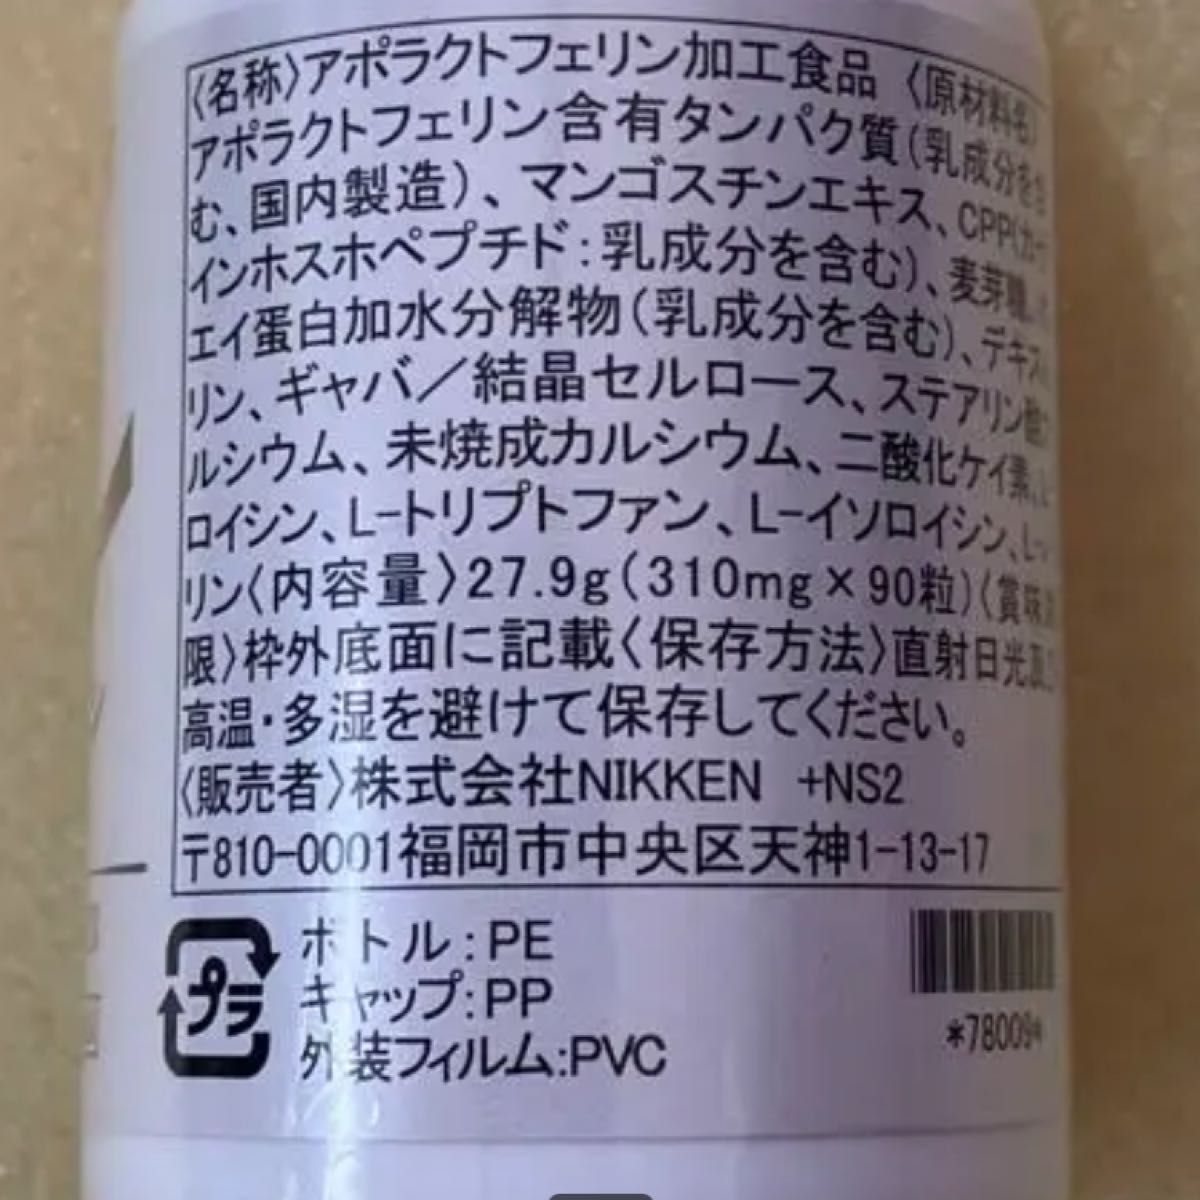 〈名称〉アポラクトフェリン加工食品 〈原材料名〉
アポラクトフェリン含有タンパク質(乳成分を含
む、国内製造)、マンゴスチンエキス、CPP(カ
インホスホペプチド:乳成分を含む)、麦芽糖、
エイ蛋白加水分解物(乳成分を含む)、デキス
リン、ギャバ／結晶セルロース、ステアリン酸
ルシウム、未焼成カルシウム、二酸化ケイ素、
ロイシン、L-トリプトファン、L-イソロイシン、L-
リン〈内容量〉27.9g(310mg×90粒)〈賞味
限〉枠外底面に記載〈保存方法〉直射日光
高温・多湿を避けて保存してください。
〈販売者〉株式会社NIKKEN +NS2
〒810-0001福岡市中央区天神1-13-17
プラ
ボトル:PE
キャップ:PP
外装フィルム:PVC
*78009*